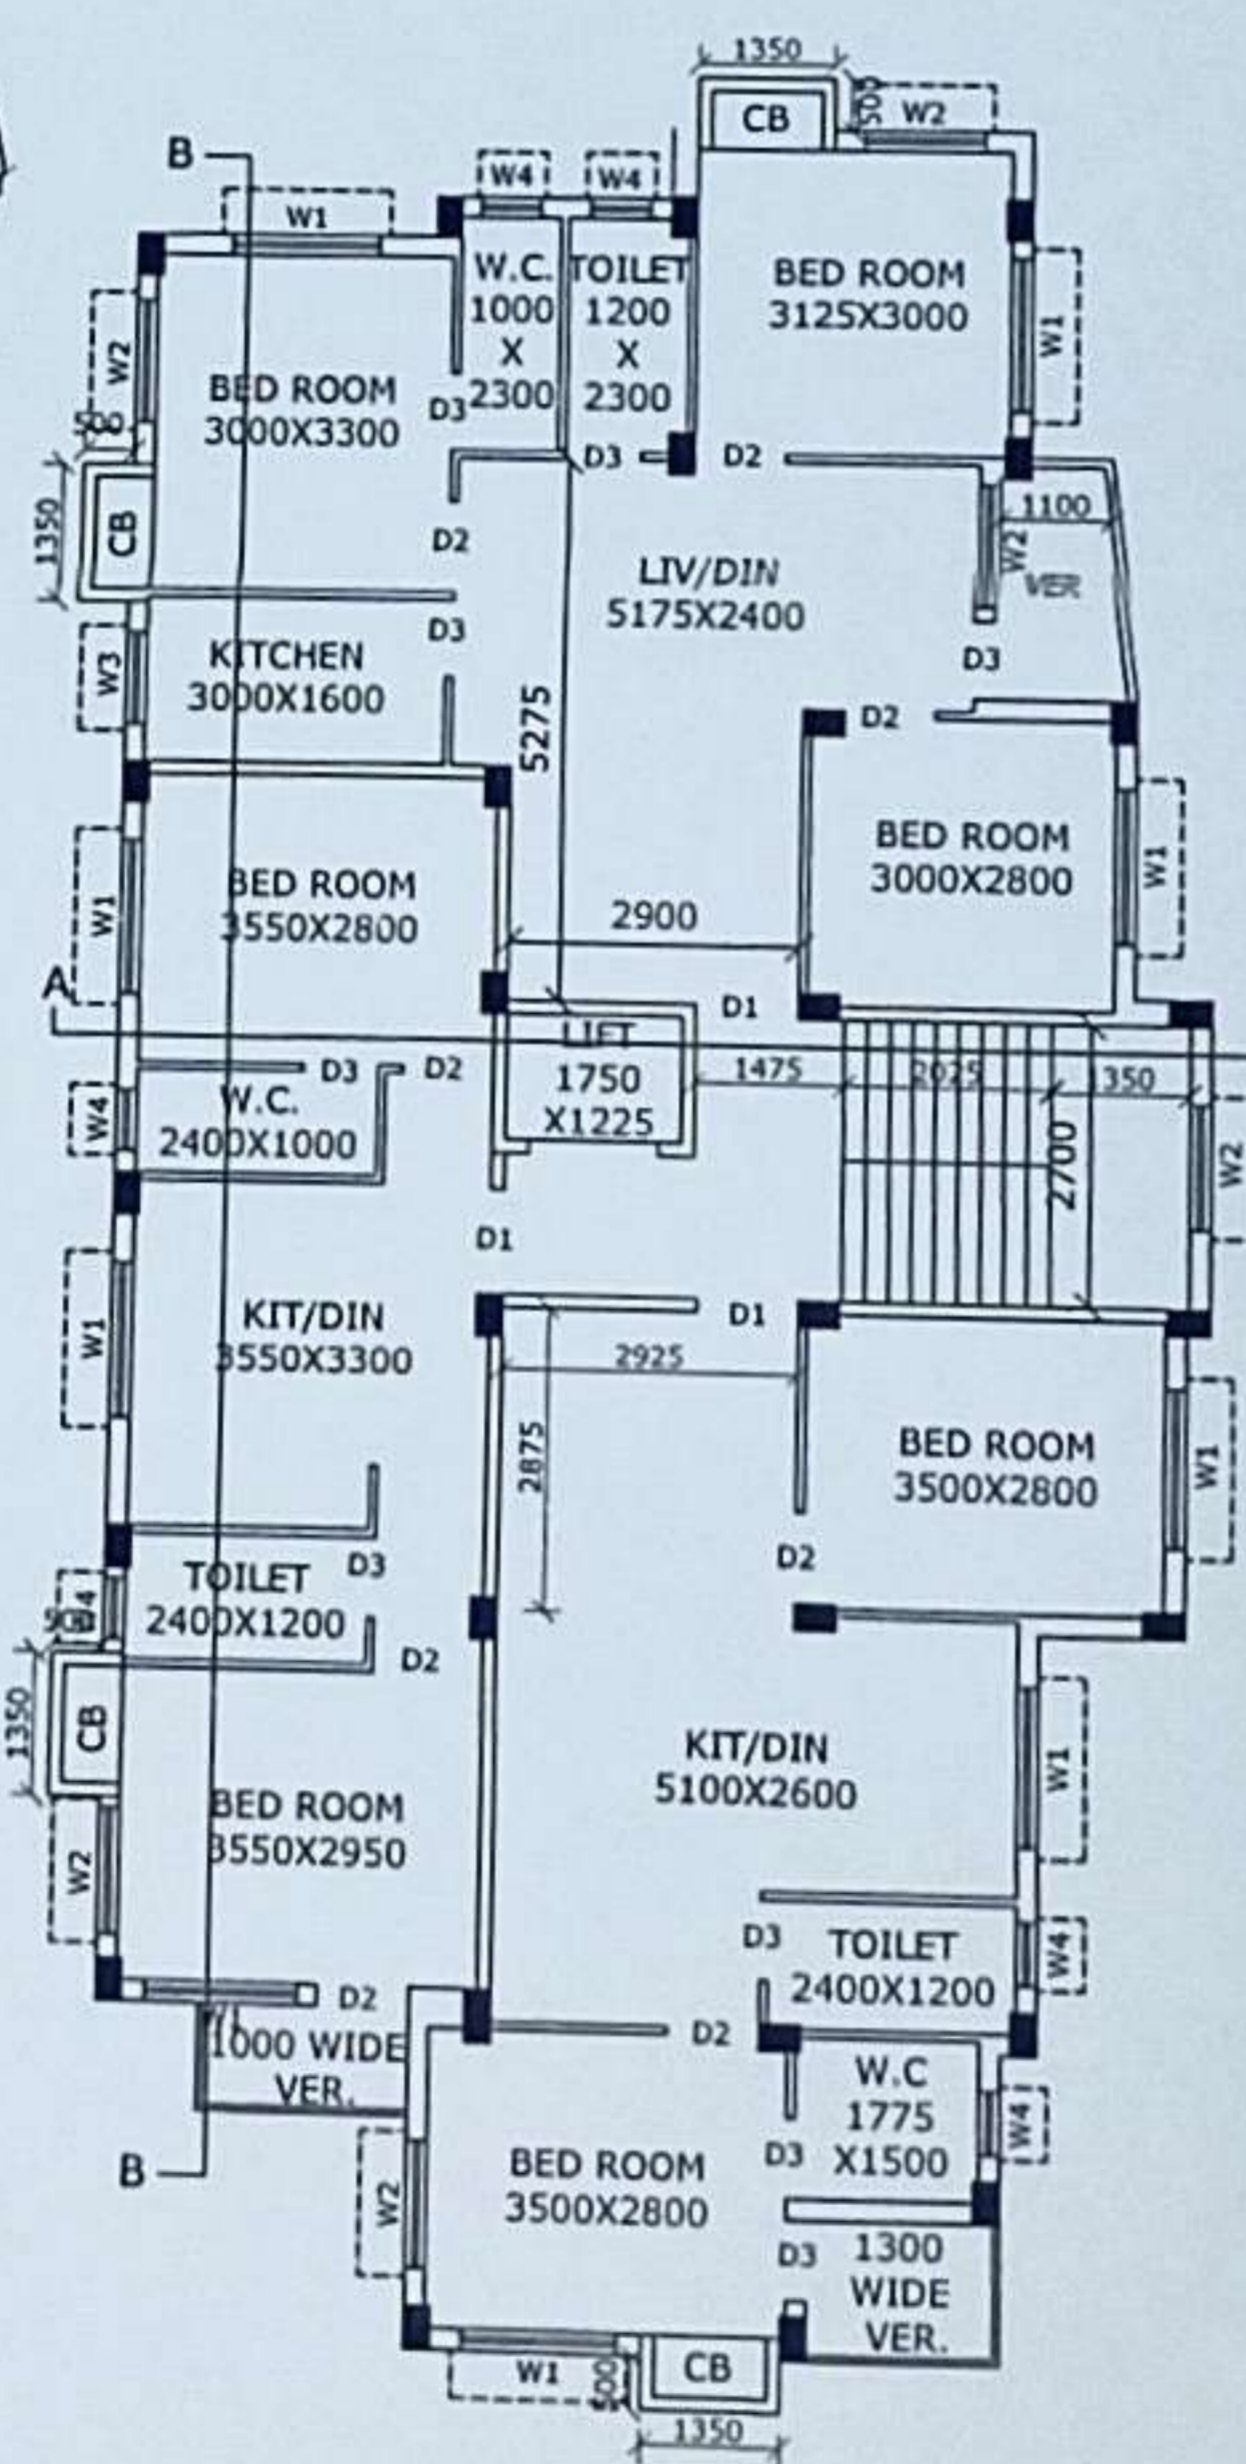 1350
CB
500
W2
B
W4
W4
W1
W.C.
1000
X
2300
TOILET
1200
X
2300
BED ROOM
3125X3000
W1
W2
BED ROOM
3000X3300
D3
D3
D2
1350
CB
D2
1100
W2
VER
LIV/DIN
5175X2400
D3
D3
W3
KITCHEN
3000X1600
5275
D2
BED ROOM
3000X2800
W1
W1
BED ROOM
3550X2800
2900
A
D1
LIFT
1750
X1225
1475
2025
1350
2700
W2
D3
D2
W4
W.C.
2400X1000
D1
W1
KIT/DIN
3550X3300
D1
2925
2875
BED ROOM
3500X2800
W1
D2
D3
TOILET
2400X1200
D2
1350
CB
KIT/DIN
5100X2600
W1
BED ROOM
3550X2950
W2
D3
TOILET
2400X1200
W4
D2
1000 WIDE
VER.
D2
W.C
1775
X1500
W4
B
W2
BED ROOM
3500X2800
D3
D3
1300
WIDE
VER.
W1
500
CB
1350